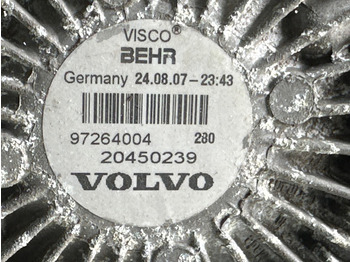 VISCO®
BEHR
Germany 24.08.07-23:43
97264004 280
20450239
VOLVO